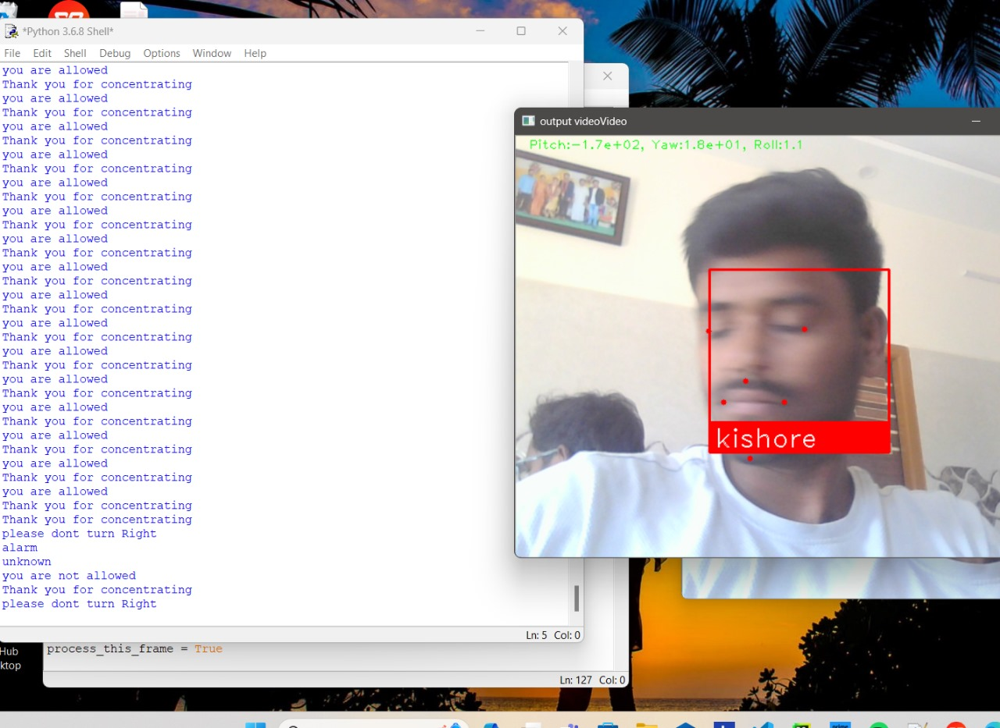 *Python 3.6.8 Shell*
File Edit Shell Debug Options Window Help
you are allowed
Thank you for concentrating
you are allowed
Thank you for concentrating
you are allowed
Thank you for concentrating
you are allowed
Thank you for concentrating
you are allowed
Thank you for concentrating
you are allowed
Thank you for concentrating
you are allowed
Thank you for concentrating
you are allowed
Thank you for concentrating
you are allowed
Thank you for concentrating
you are allowed
Thank you for concentrating
you are allowed
Thank you for concentrating
you are allowed
Thank you for concentrating
you are allowed
Thank you for concentrating
you are allowed
Thank you for concentrating
you are allowed
Thank you for concentrating
you are allowed
Thank you for concentrating
Thank you for concentrating
please dont turn Right
alarm
unknown
you are not allowed
Thank you for concentrating
please dont turn Right
Ln: 5 Col: 0
process_this_frame = True
Ln: 127 Col: 0
output videoVideo
Pitch:-1.7e+02, Yaw:1.8e+01, Roll:1.1
kishore
Hub
ktop
prime